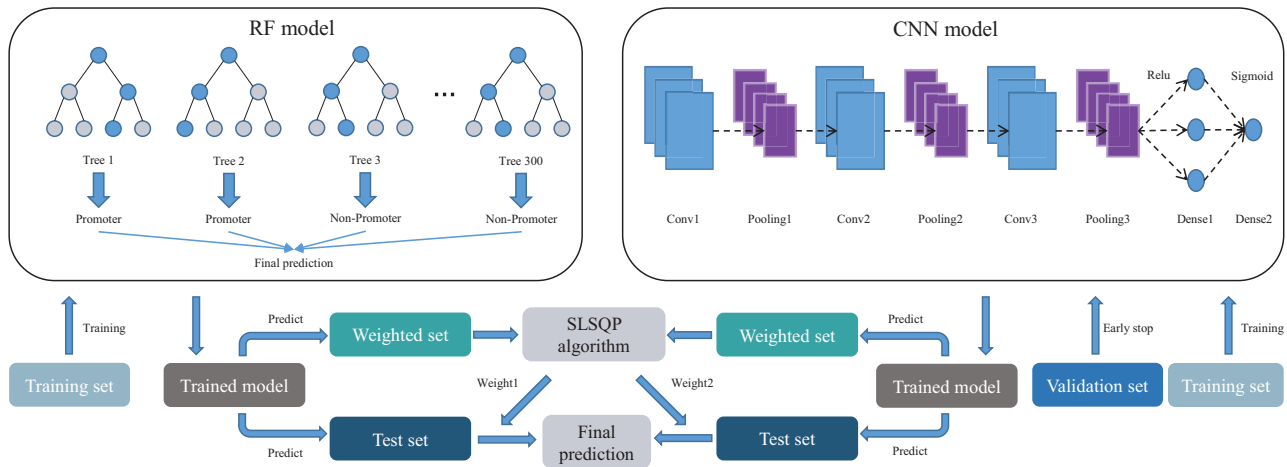 RF model
...
Tree 1
Tree 2
Tree 3
Tree 300
Promoter
Promoter
Non-Promoter
Non-Promoter
Final prediction
CNN model
Relu
Sigmoid
Conv1
Pooling1
Conv2
Pooling2
Conv3
Pooling3
Dense1
Dense2
Training
Predict
Weighted set
SLSQP
algorithm
Weighted set
Predict
Early stop
Training
Training set
Trained model
Weight1
Weight2
Trained model
Validation set
Training set
Predict
Test set
Final
prediction
Test set
Predict